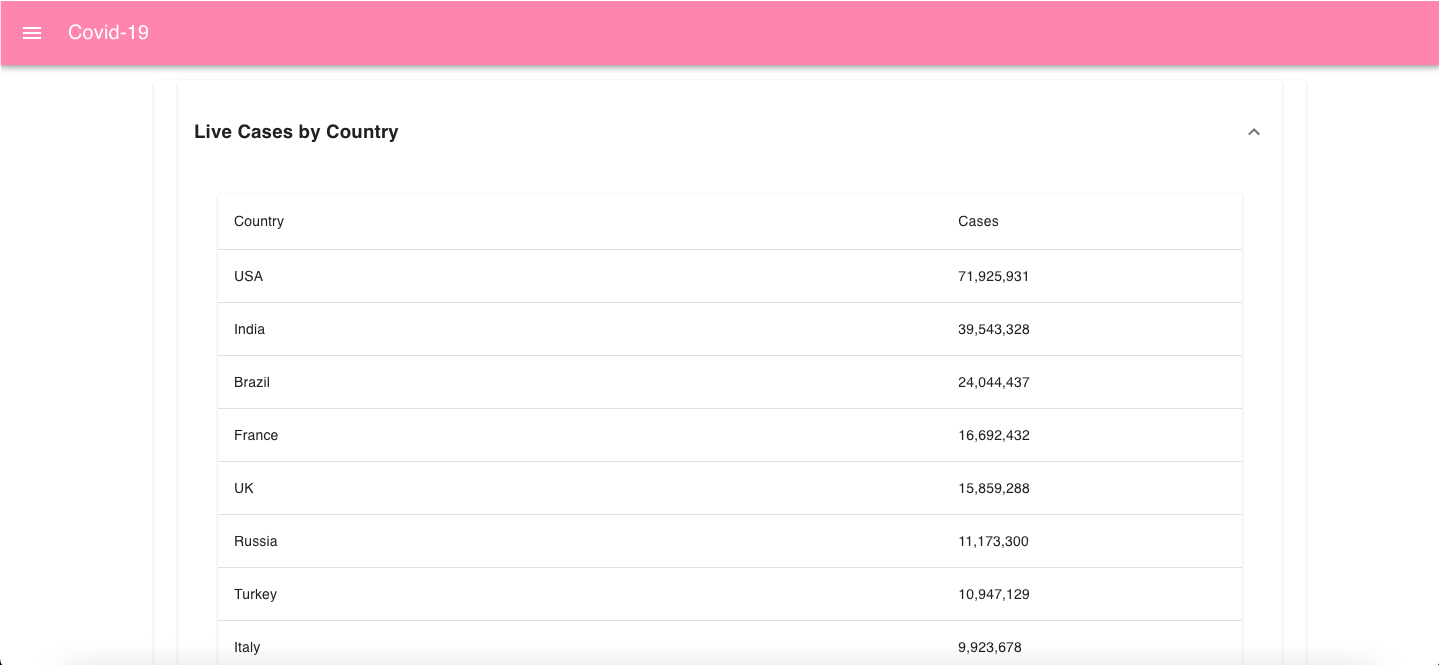 Covid-19
Live Cases by Country
Country Cases
USA 71,925,931
India 39,543,328
Brazil 24,044,437
France 16,692,432
UK 15,859,288
Russia 11,173,300
Turkey 10,947,129
Italy 9,923,678